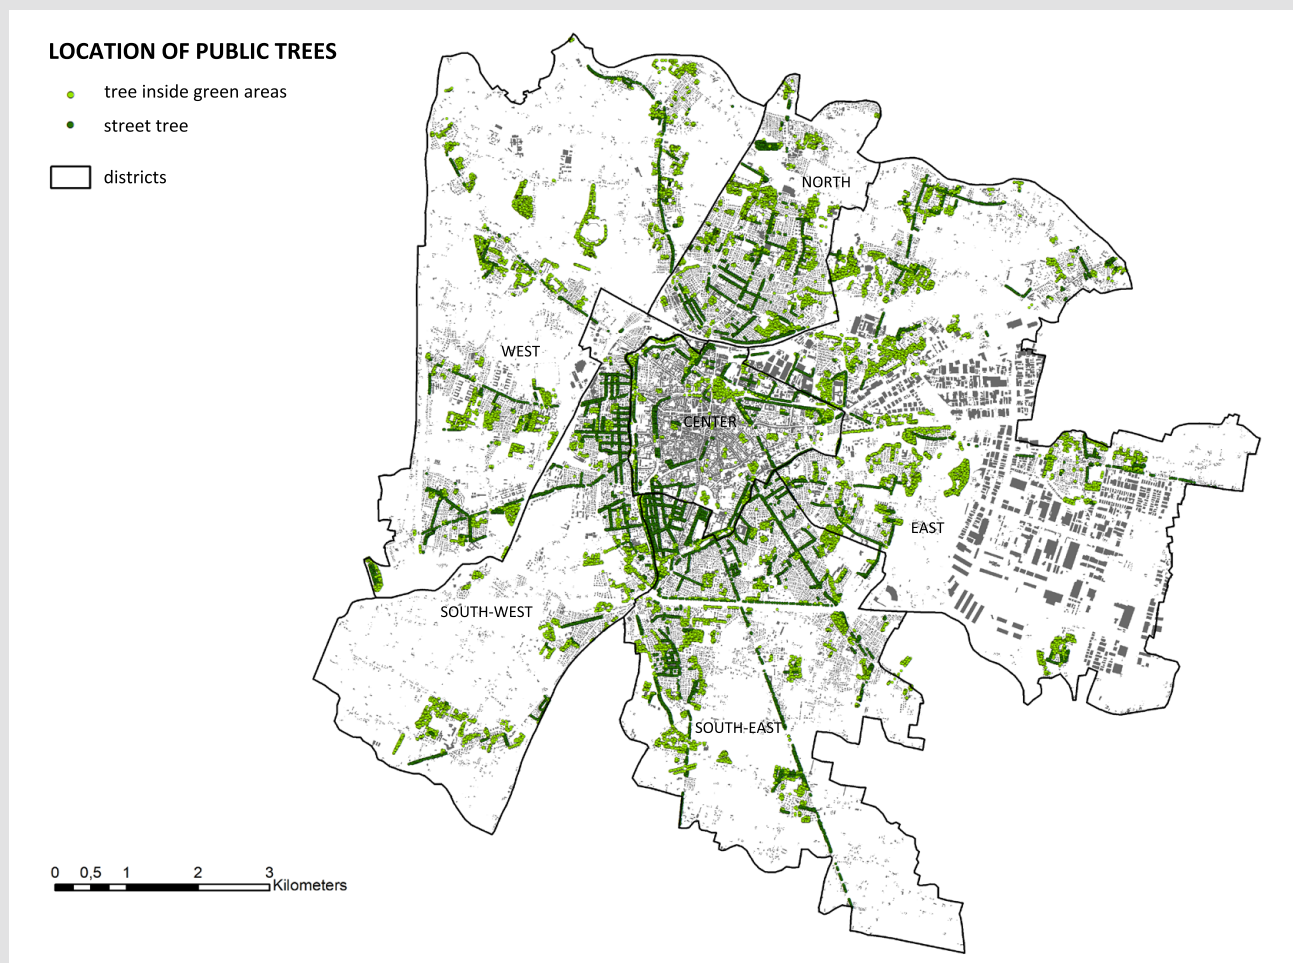 LOCATION OF PUBLIC TREES
tree inside green areas
street tree
districts
NORTH
WEST
CENTER
EAST
SOUTH-WEST
SOUTH-EAST
0 0,5 1 2 3
Kilometers